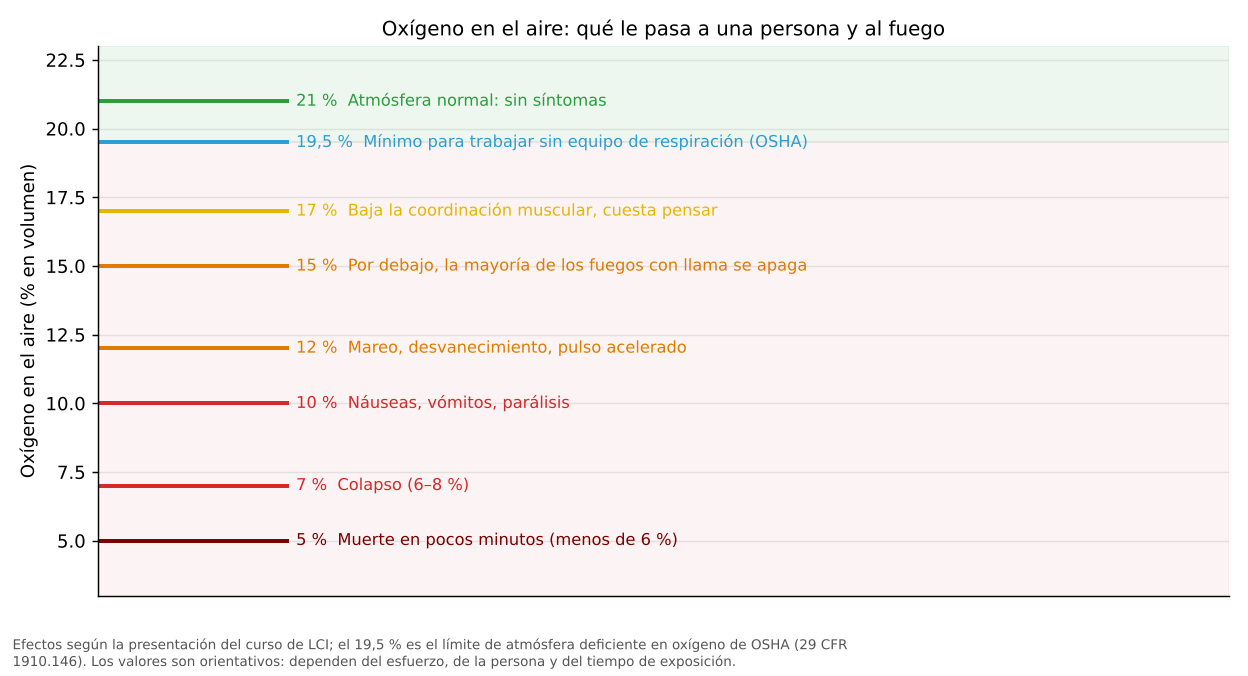 Oxígeno en el aire: qué le pasa a una persona y al fuego
Oxígeno en el aire (% en volumen)
22.5
21 %  Atmósfera normal: sin síntomas
20.0
19,5 %  Mínimo para trabajar sin equipo de respiración (OSHA)
17.5
17 %  Baja la coordinación muscular, cuesta pensar
15.0
15 %  Por debajo, la mayoría de los fuegos con llama se apaga
12.5
12 %  Mareo, desvanecimiento, pulso acelerado
10.0
10 %  Náuseas, vómitos, parálisis
7.5
7 %  Colapso (6–8 %)
5.0
5 %  Muerte en pocos minutos (menos de 6 %)
Efectos según la presentación del curso de LCI; el 19,5 % es el límite de atmósfera deficiente en oxígeno de OSHA (29 CFR
1910.146). Los valores son orientativos: dependen del esfuerzo, de la persona y del tiempo de exposición.